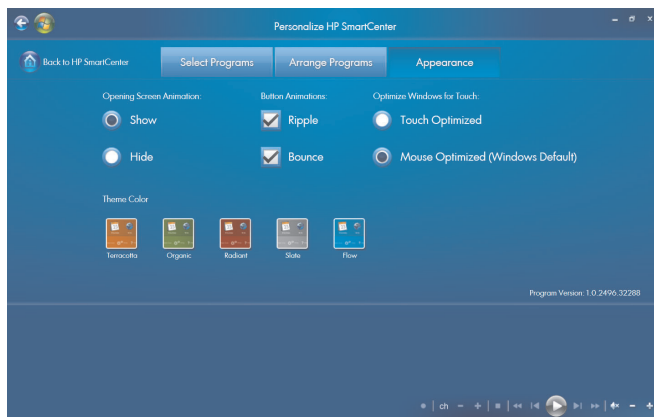 Personalize HP SmartCenter
Back to HP SmartCenter
Select Programs
Arrange Programs
Appearance
Opening Screen Animation:
Button Animations:
Optimize Windows for Touch:
Show
Ripple
Touch Optimized
Hide
Bounce
Mouse Optimized (Windows Default)
Theme Color
Terracotta
Organic
Radiant
Slate
Flow
Program Version: 1.0.2496.32288
ch